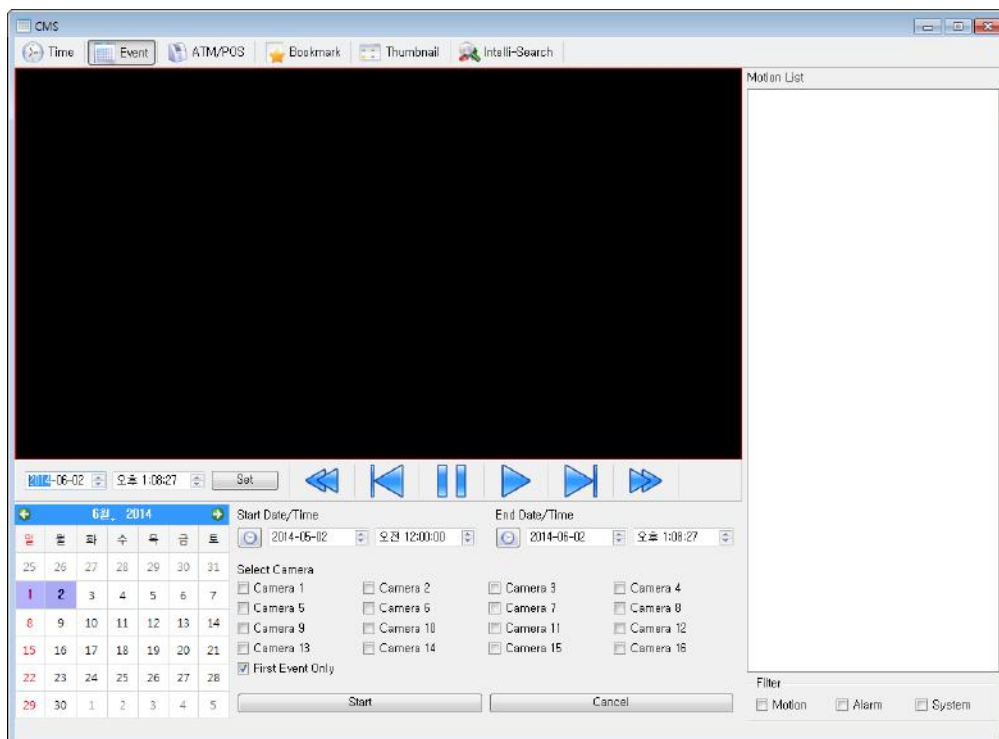 CMS
Time Event ATM/POS Bookmark Thumbnail Intelli-Search
Motion List
2014-06-02 오후 1:08:27 Set
6월, 2014
일 월 화 수 목 금 토
25 26 27 28 29 30 31
1 2 3 4 5 6 7
8 9 10 11 12 13 14
15 16 17 18 19 20 21
22 23 24 25 26 27 28
29 30 1 2 3 4 5
Start Date/Time End Date/Time
2014-05-02 오전 12:00:00 2014-06-02 오후 1:08:27
Select Camera
Camera 1 Camera 2 Camera 3 Camera 4
Camera 5 Camera 6 Camera 7 Camera 8
Camera 9 Camera 10 Camera 11 Camera 12
Camera 13 Camera 14 Camera 15 Camera 16
First Event Only
Start Cancel
Filter
Motion Alarm System